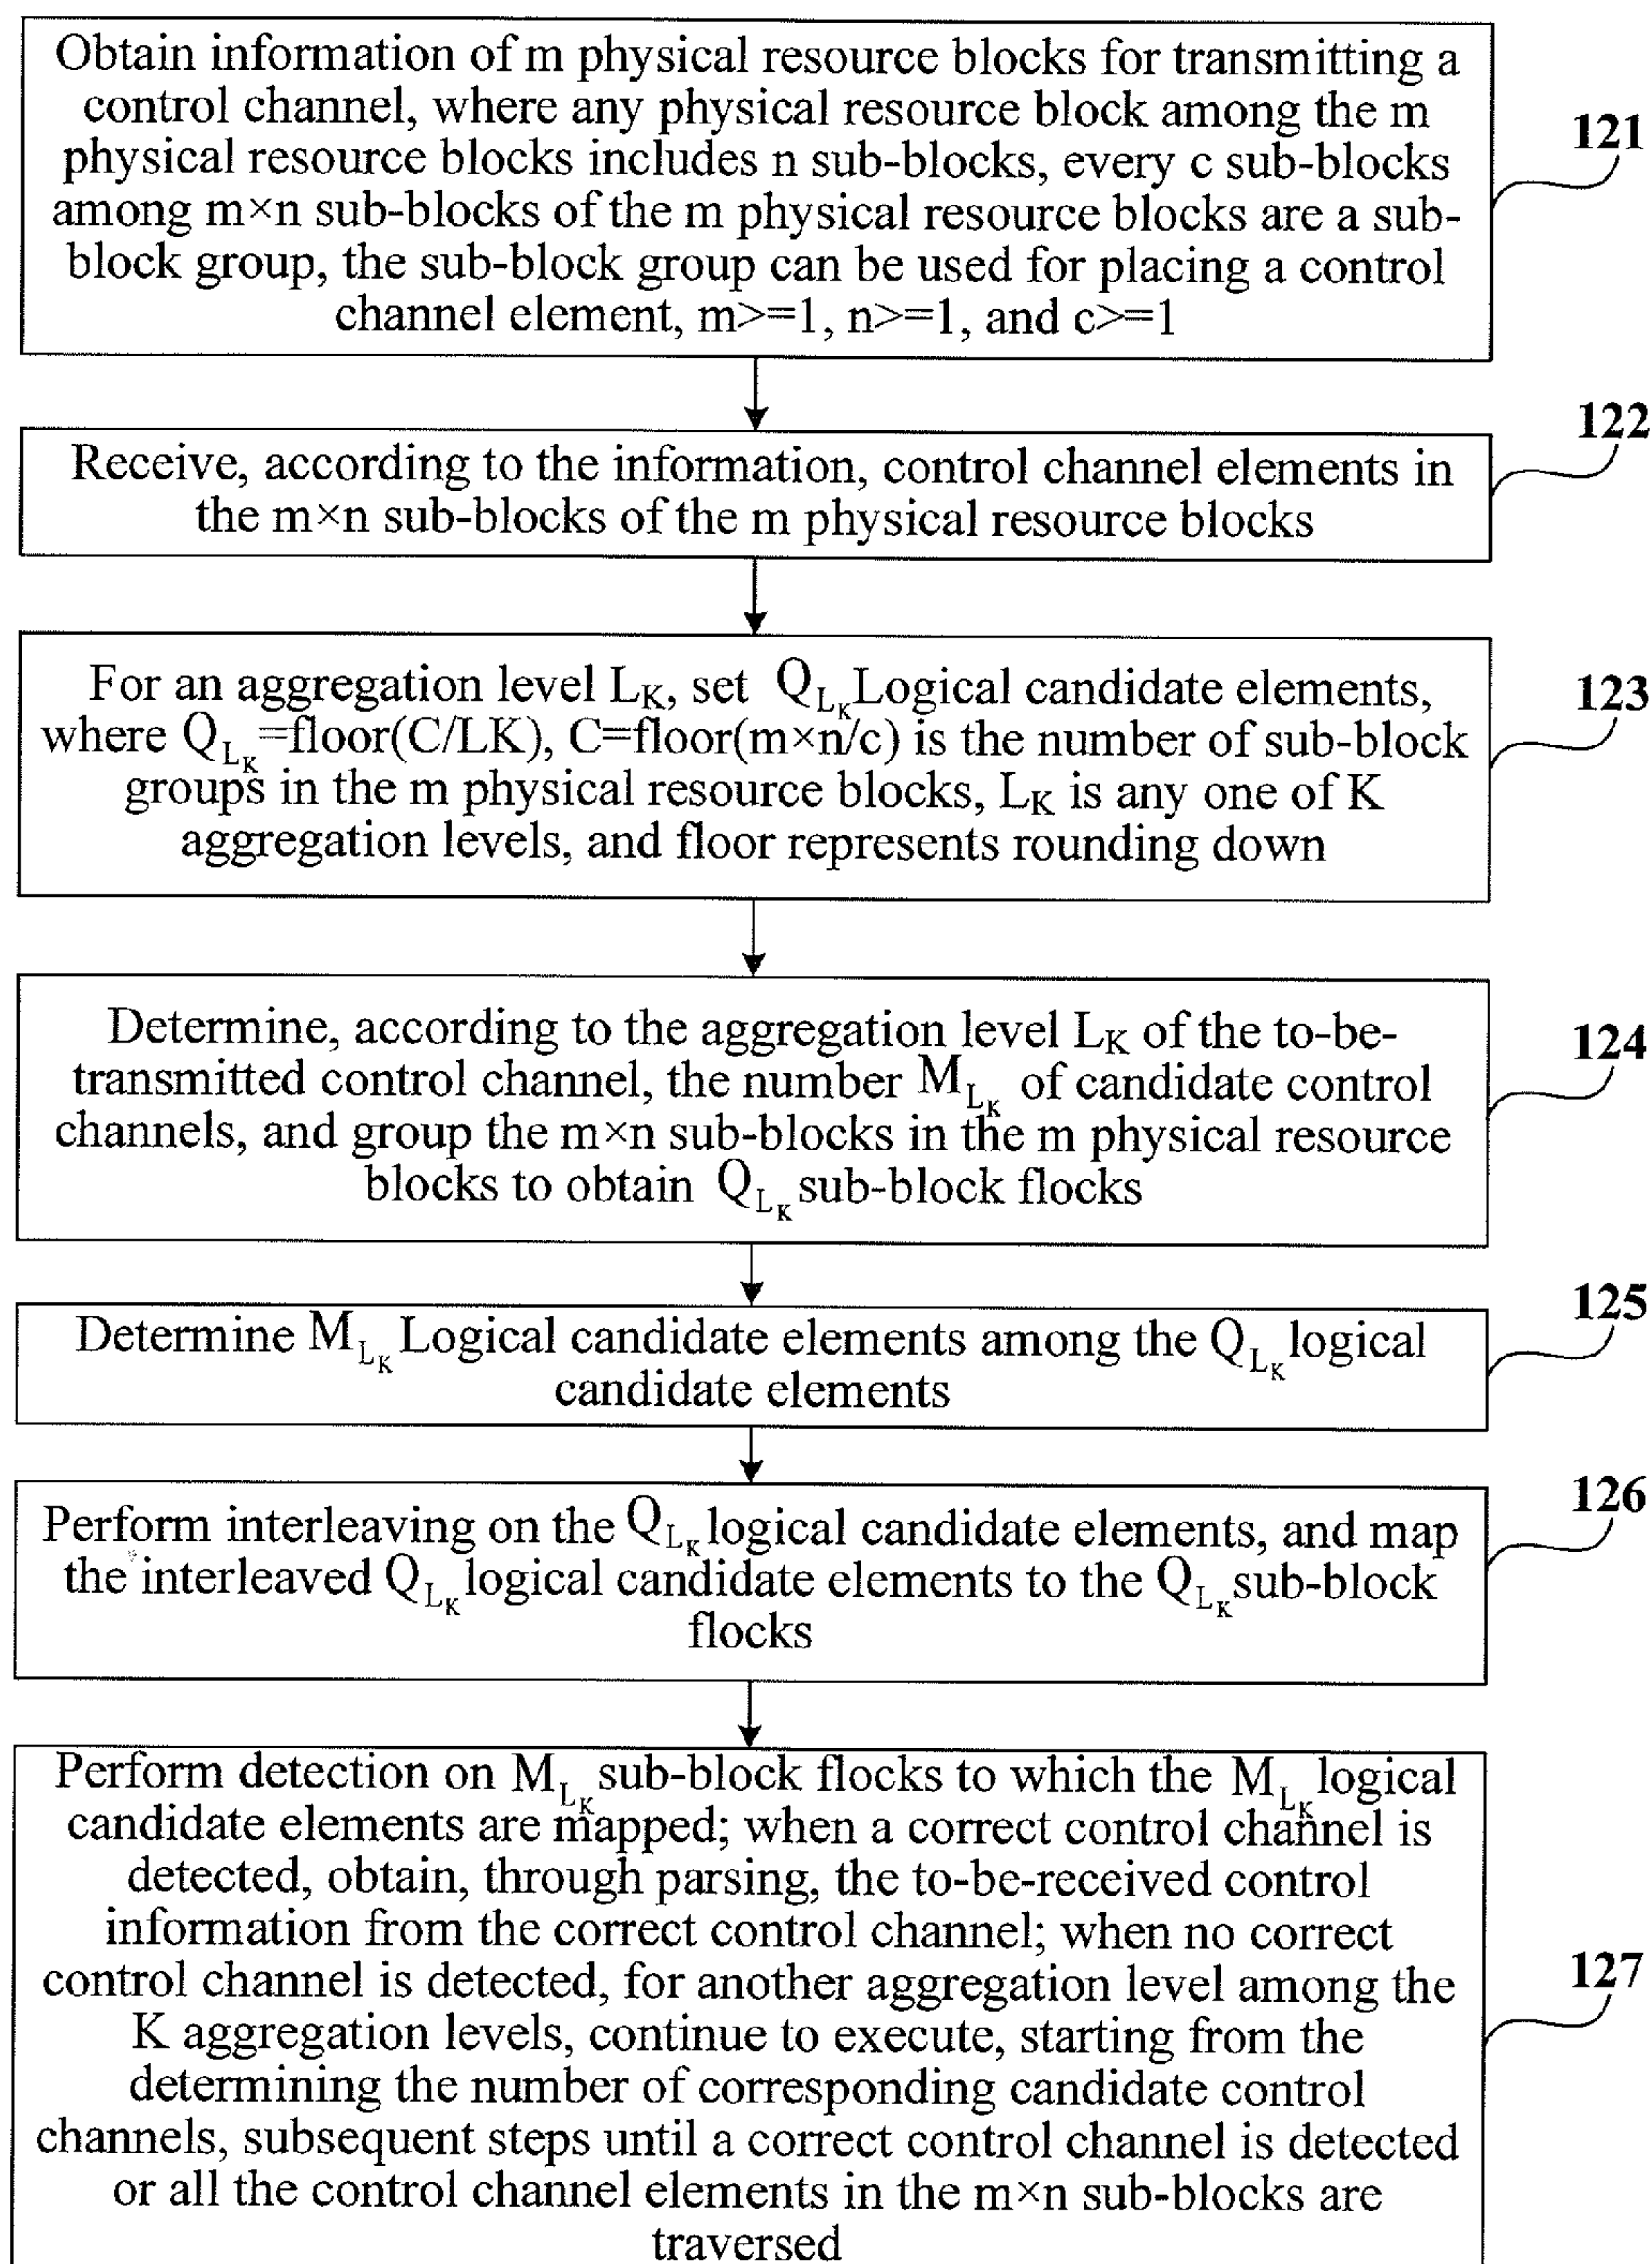 Obtain information of m physical resource blocks for transmitting a
control channel, where any physical resource block among the m
physical resource blocks includes n sub-blocks, every c sub-blocks
among m×n sub-blocks of the m physical resource blocks are a sub-
block group, the sub-block group can be used for placing a control
channel element, m>=1, n>=1, and c>=1
121
Receive, according to the information, control channel elements in
the m×n sub-blocks of the m physical resource blocks
122
For an aggregation level LK, set QLK Logical candidate elements,
where QLK=floor(C/LK), C=floor(m×n/c) is the number of sub-block
groups in the m physical resource blocks, LK is any one of K
aggregation levels, and floor represents rounding down
123
Determine, according to the aggregation level LK of the to-be-
transmitted control channel, the number MLK of candidate control
channels, and group the m×n sub-blocks in the m physical resource
blocks to obtain QLK sub-block flocks
124
Determine MLK Logical candidate elements among the QLK logical
candidate elements
125
Perform interleaving on the QLK logical candidate elements, and map
the interleaved QLK logical candidate elements to the QLK sub-block
flocks
126
Perform detection on MLK sub-block flocks to which the MLK logical
candidate elements are mapped; when a correct control channel is
detected, obtain, through parsing, the to-be-received control
information from the correct control channel; when no correct
control channel is detected, for another aggregation level among the
K aggregation levels, continue to execute, starting from the
determining the number of corresponding candidate control
channels, subsequent steps until a correct control channel is detected
or all the control channel elements in the m×n sub-blocks are
traversed
127